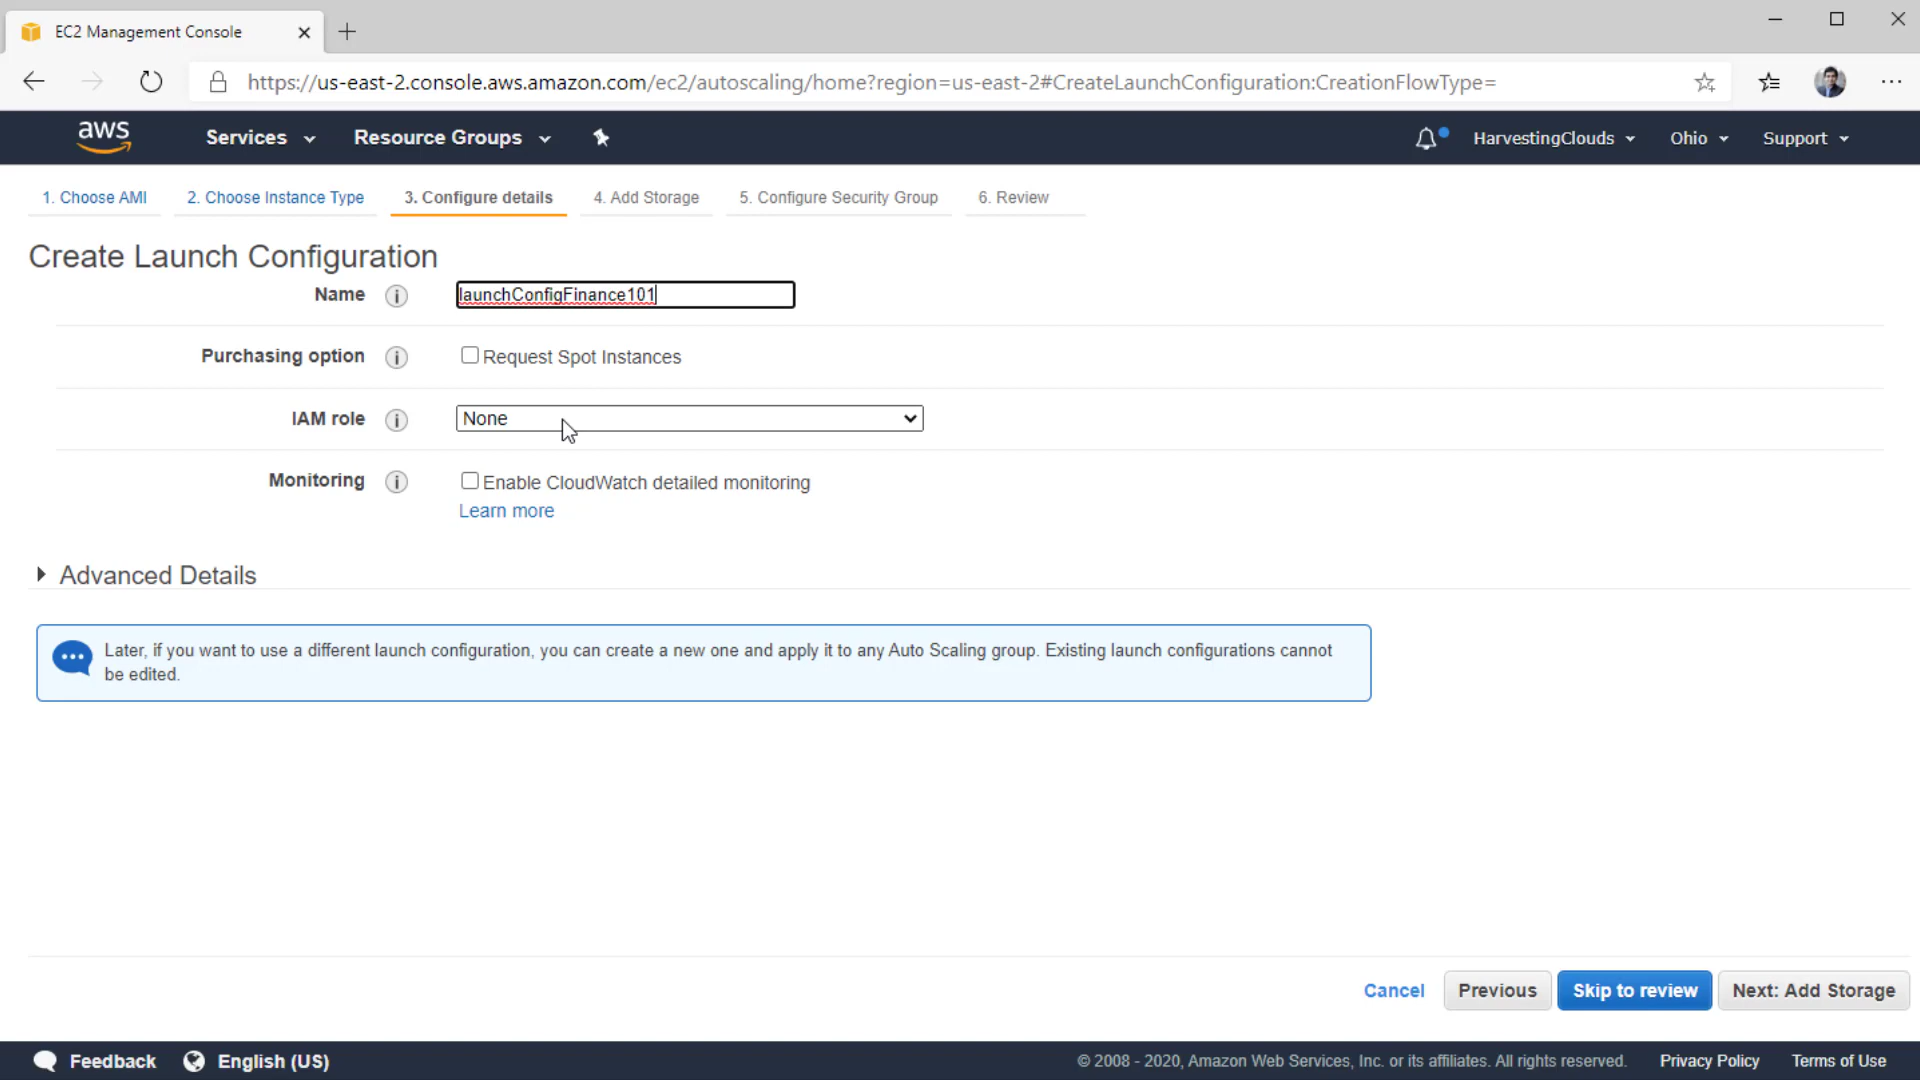 EC2 Management Console
https://us-east-2.console.aws.amazon.com/ec2/autoscaling/home?region=us-east-2#CreateLaunchConfiguration:CreationFlowType=
aws Services Resource Groups HarvestingClouds Ohio Support
1. Choose AMI 2. Choose Instance Type 3. Configure details 4. Add Storage 5. Configure Security Group 6. Review
Create Launch Configuration
Name i launchConfigFinance101
Purchasing option i Request Spot Instances
IAM role i None
Monitoring i Enable CloudWatch detailed monitoring
Learn more
Advanced Details
Later, if you want to use a different launch configuration, you can create a new one and apply it to any Auto Scaling group. Existing launch configurations cannot
be edited.
Cancel Previous Skip to review Next: Add Storage
Feedback English (US) © 2008 - 2020, Amazon Web Services, Inc. or its affiliates. All rights reserved. Privacy Policy Terms of Use